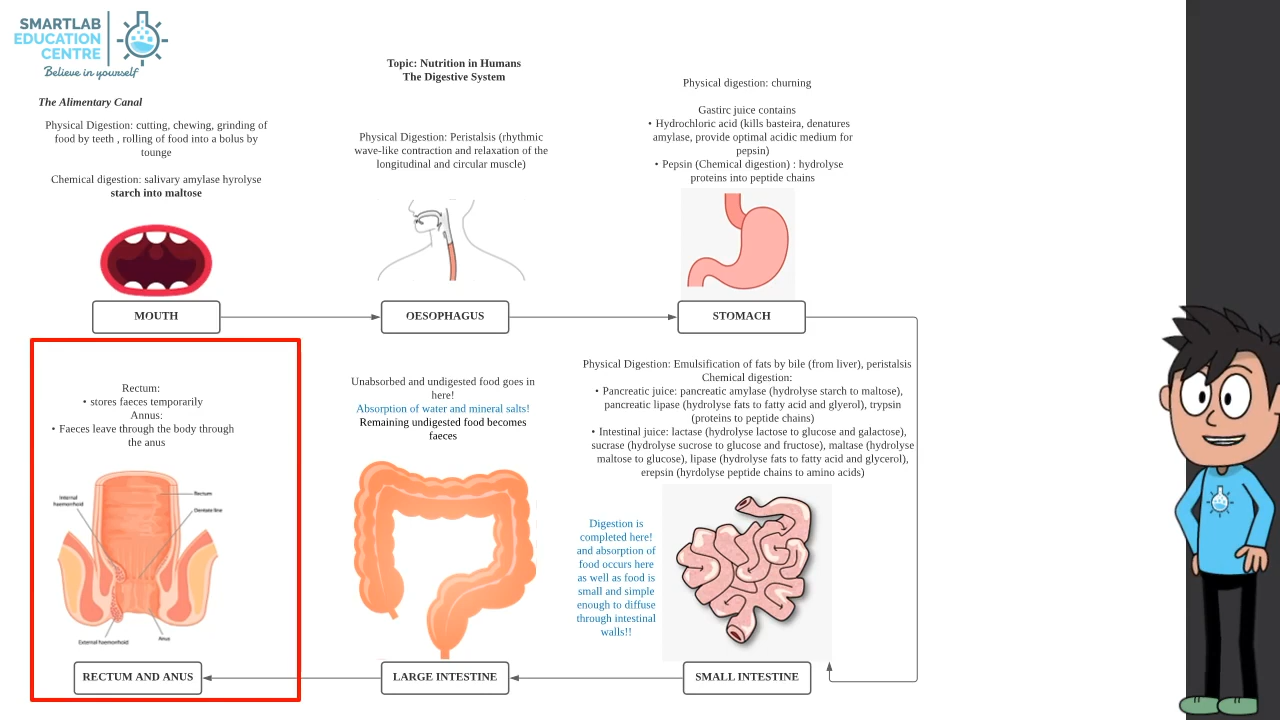 SMARTLAB
EDUCATION
CENTRE
Believe in yourself
Topic: Nutrition in Humans
The Digestive System
The Alimentary Canal
Physical Digestion: cutting, chewing, grinding of
food by teeth , rolling of food into a bolus by
tounge
Chemical digestion: salivary amylase hyrolyse
starch into maltose
Physical Digestion: Peristalsis (rhythmic
wave-like contraction and relaxation of the
longitudinal and circular muscle)
Physical digestion: churning
Gastirc juice contains
• Hydrochloric acid (kills basteira, denatures
amylase, provide optimal acidic medium for
pepsin)
• Pepsin (Chemical digestion) : hydrolyse
proteins into peptide chains
MOUTH
OESOPHAGUS
STOMACH
Rectum:
• stores faeces temporarily
Annus:
• Faeces leave through the body through
the anus
Internal
haemorrhoid
Rectum
Dentate line
External haemorrhoid
Anus
RECTUM AND ANUS
Unabsorbed and undigested food goes in
here!
Absorption of water and mineral salts!
Remaining undigested food becomes
faeces
LARGE INTESTINE
Physical Digestion: Emulsification of fats by bile (from liver), peristalsis
Chemical digestion:
• Pancreatic juice: pancreatic amylase (hydrolyse starch to maltose),
pancreatic lipase (hydrolyse fats to fatty acid and glyerol), trypsin
(proteins to peptide chains)
• Intestinal juice: lactase (hydrolyse lactose to glucose and galactose),
sucrase (hydrolyse sucrose to glucose and fructose), maltase (hydrolyse
maltose to glucose), lipase (hydrolyse fats to fatty acid and glycerol),
erepsin (hyrdolyse peptide chains to amino acids)
Digestion is
completed here!
and absorption of
food occurs here
as well as food is
small and simple
enough to diffuse
through intestinal
walls!!
SMALL INTESTINE